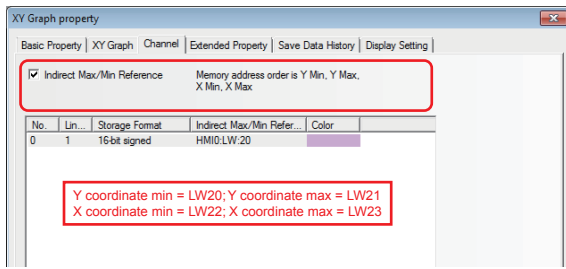 XY Graph property
Basic Property XY Graph Channel Extended Property Save Data History Display Setting
Indirect Max/Min Reference Memory address order is Y Min, Y Max,
X Min, X Max
No. Lin... Storage Format Indirect Max/Min Refer... Color
0 1 16-bit signed HMI0:LW:20
Y coordinate min = LW20; Y coordinate max = LW21
X coordinate min = LW22; X coordinate max = LW23